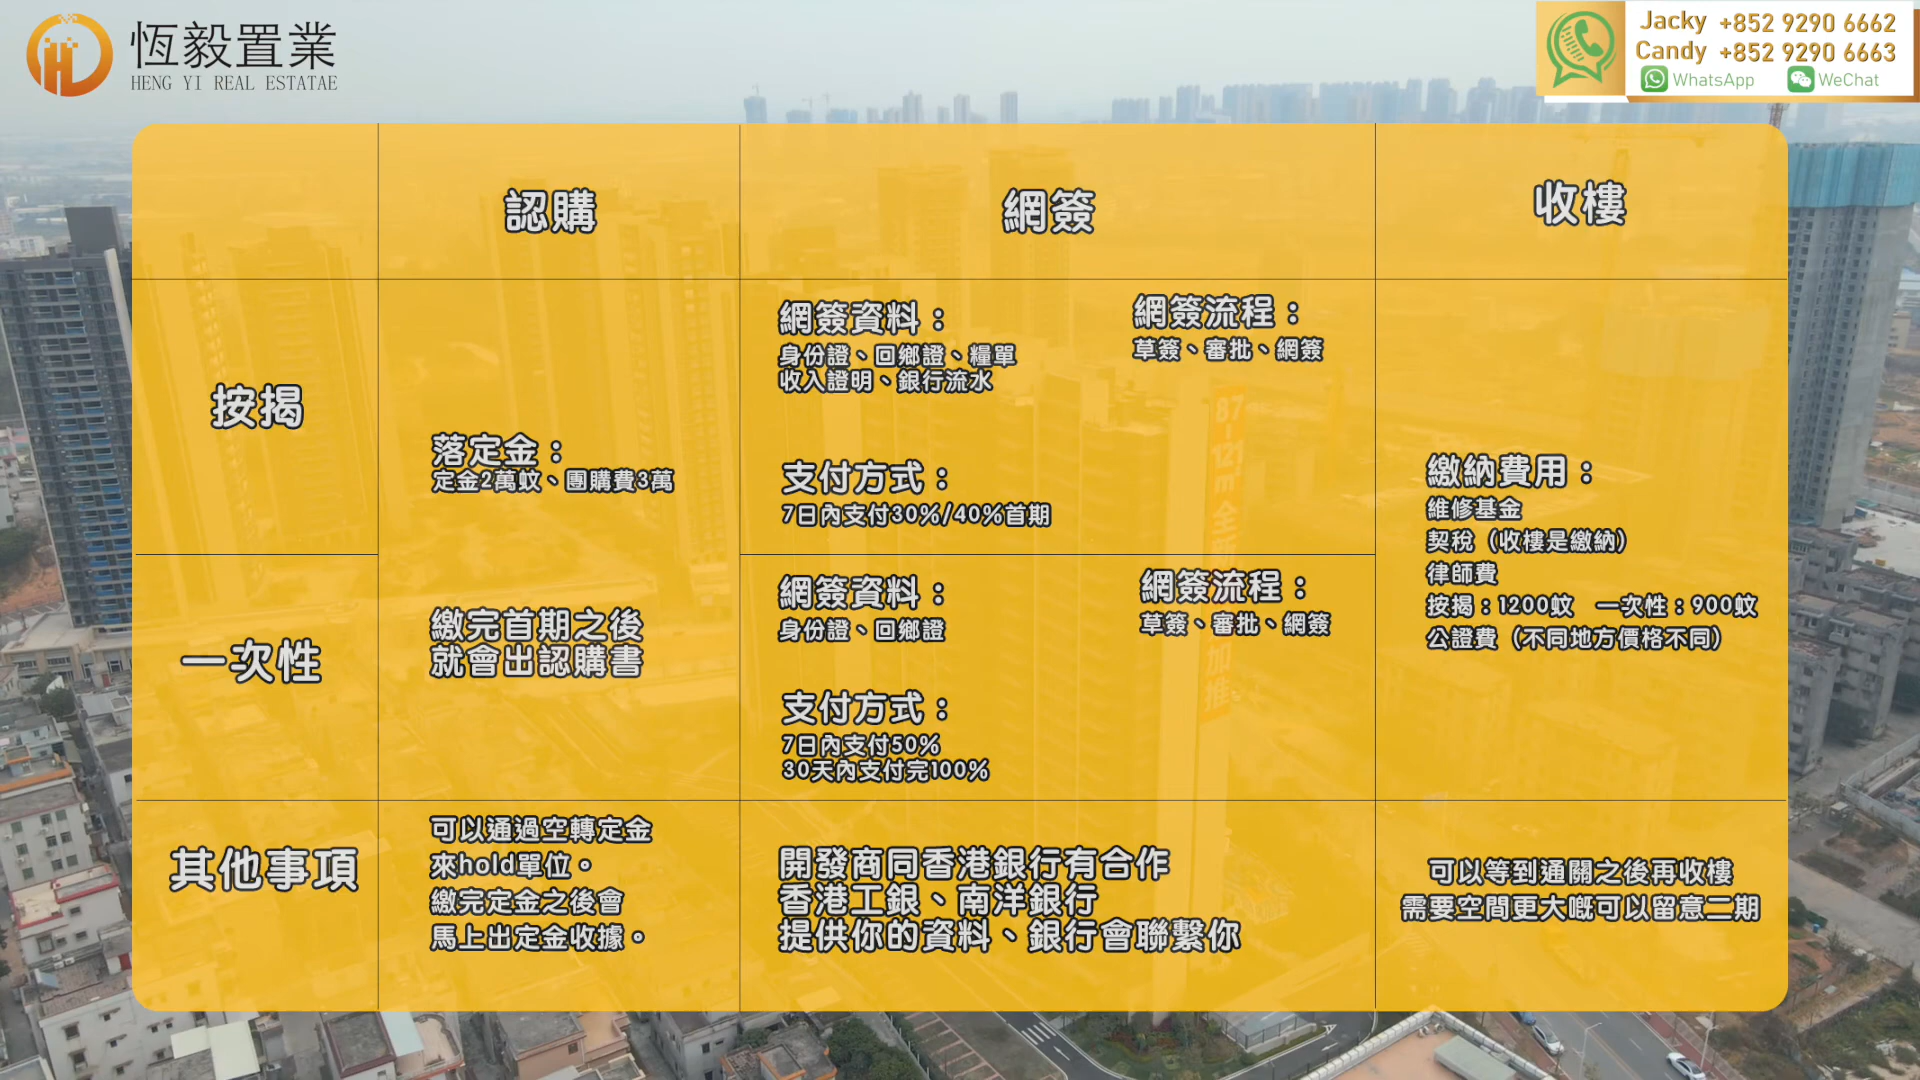 恆毅置業
HENG YI REAL ESTATAE
Jacky +852 9290 6662
Candy +852 9290 6663
WhatsApp WeChat
認購
網簽
收樓
按揭
落定金：
定金2萬蚊、團購費3萬
繳完首期之後
就會出認購書
網簽資料：
身份證、回鄉證、糧單
收入證明、銀行流水
網簽流程：
草簽、審批、網簽
支付方式：
7日內支付30%/40%首期
繳納費用：
維修基金
契稅（收樓是繳納）
律師費
按揭：1200蚊 一次性：900蚊
公證費（不同地方價格不同）
一次性
網簽資料：
身份證、回鄉證
網簽流程：
草簽、審批、網簽
支付方式：
7日內支付50%
30天內支付完100%
其他事項
可以通過空轉定金
來hold單位。
繳完定金之後會
馬上出定金收據。
開發商同香港銀行有合作
香港工銀、南洋銀行
提供你的資料、銀行會聯繫你
可以等到通關之後再收樓
需要空間更大嘅可以留意二期
87-121㎡全新
加推